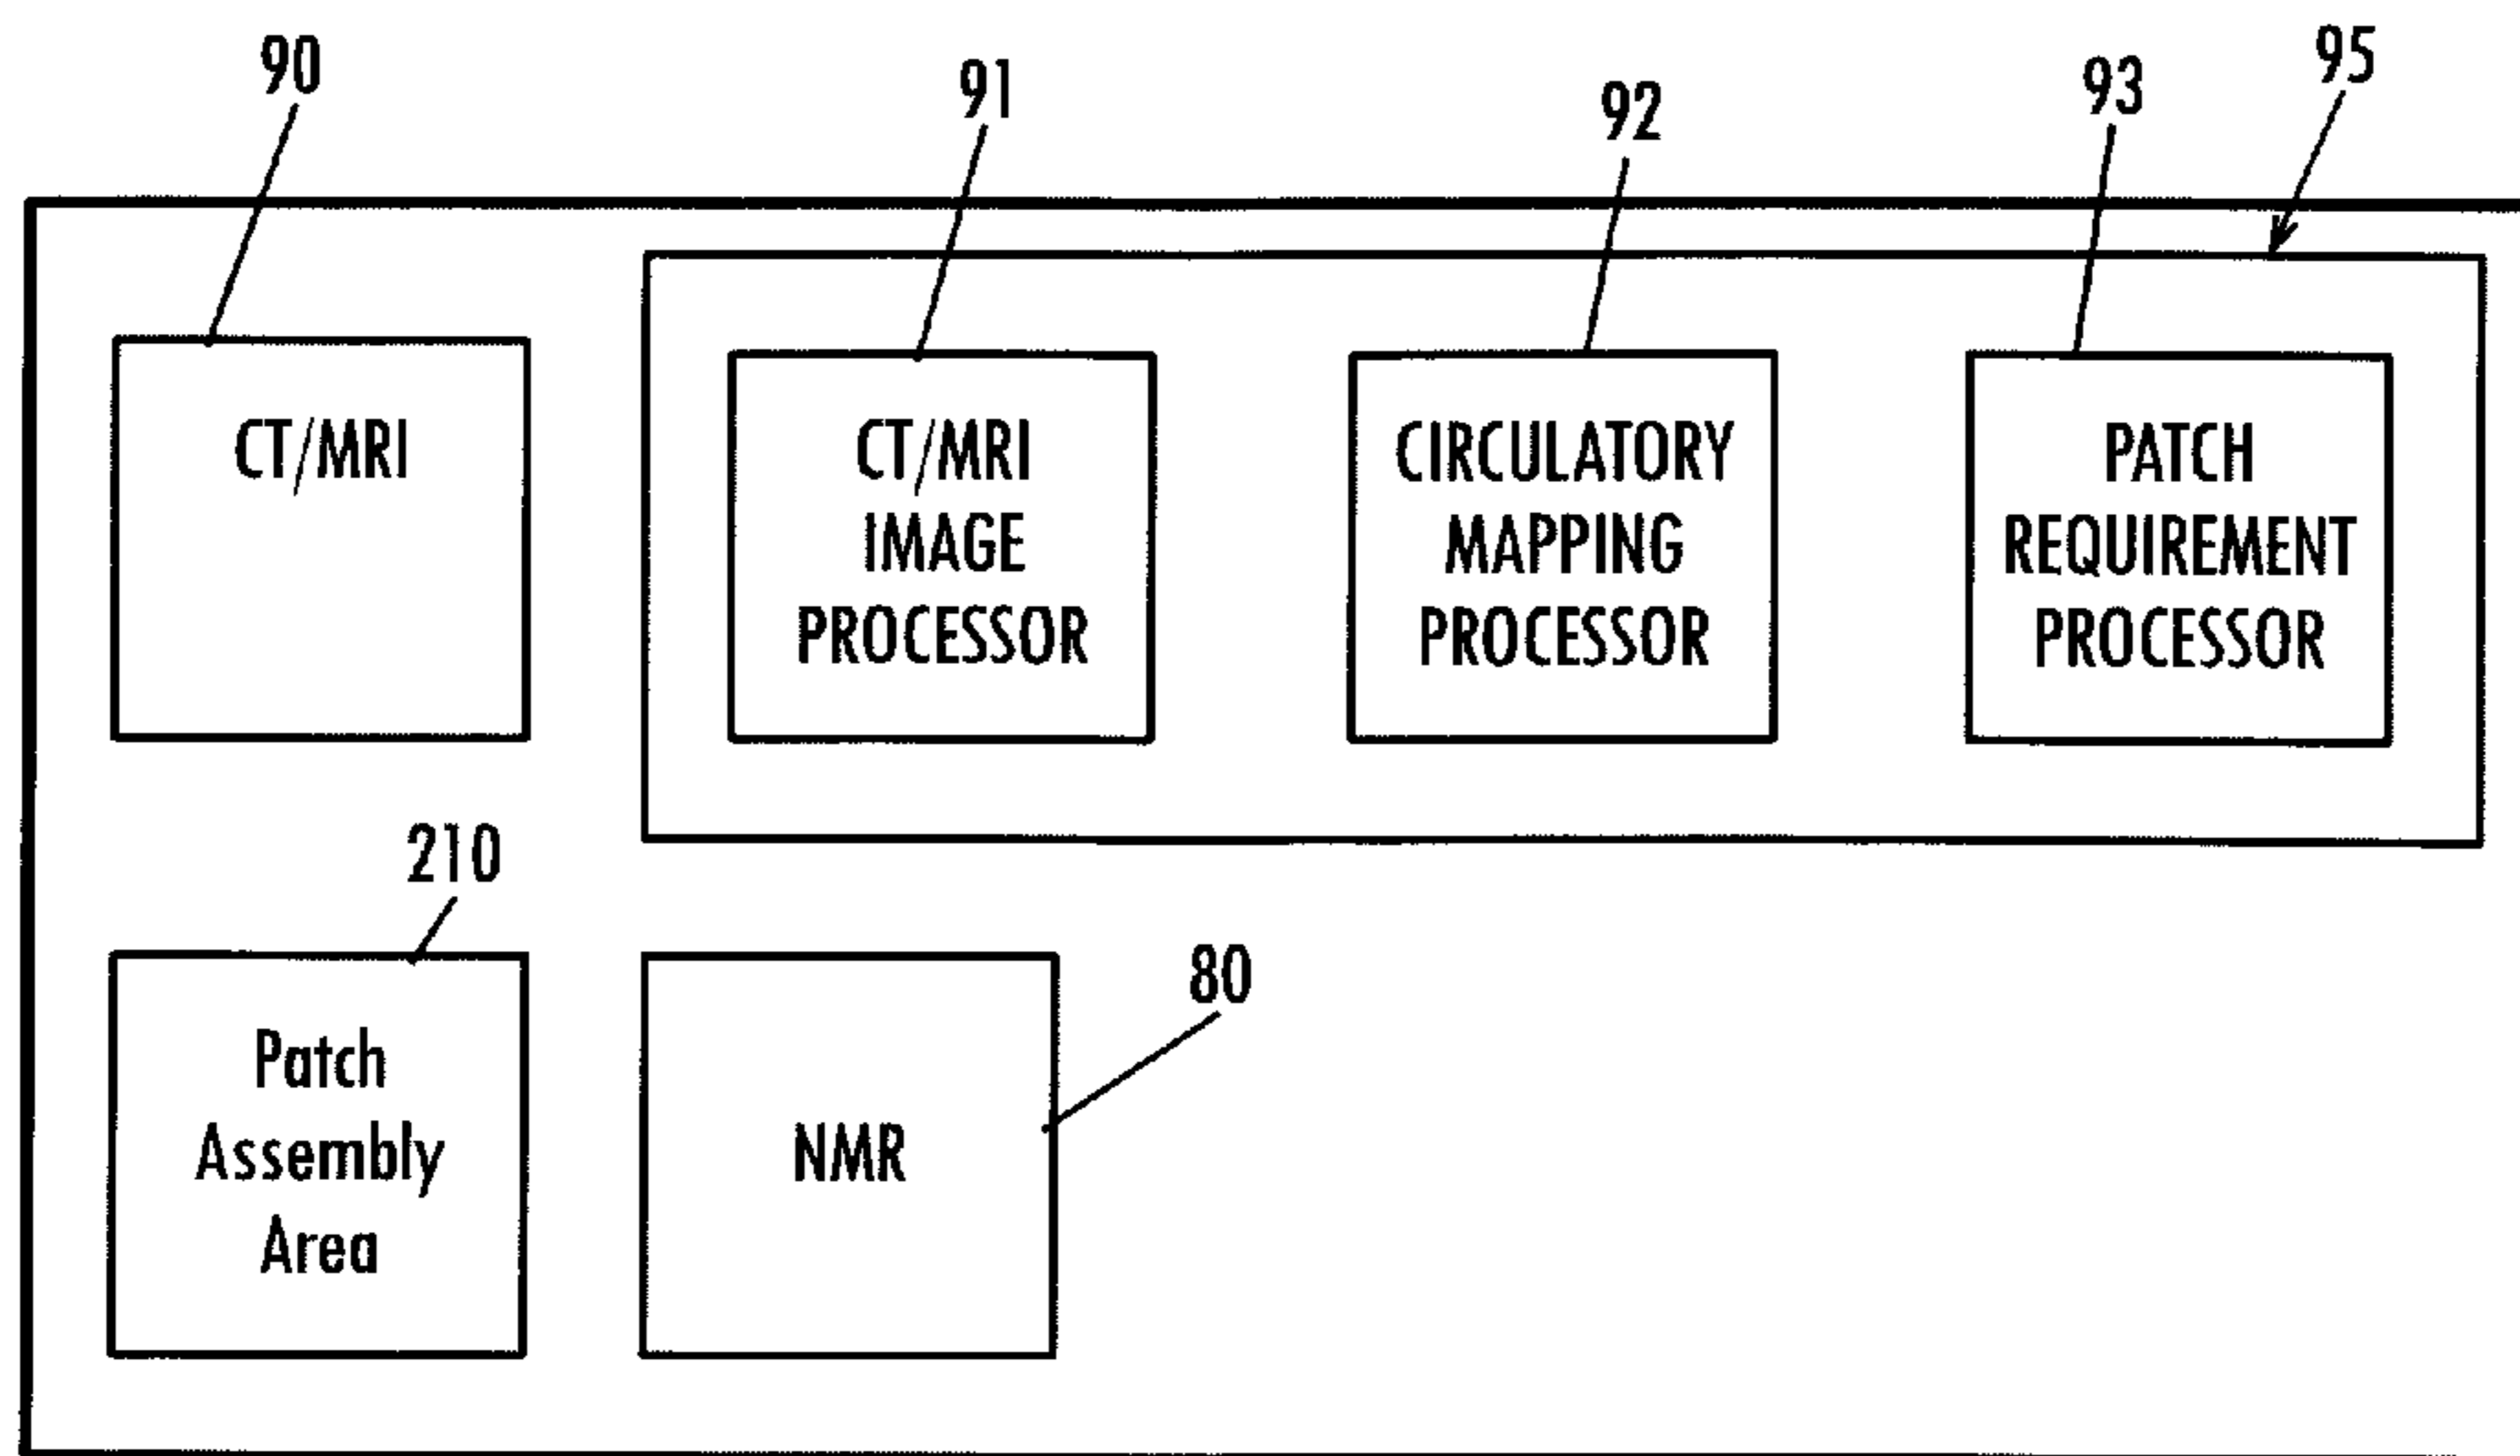 90
91
92
93
95
CT/MRI
CT/MRI
IMAGE
PROCESSOR
CIRCULATORY
MAPPING
PROCESSOR
PATCH
REQUIREMENT
PROCESSOR
210
80
Patch
Assembly
Area
NMR